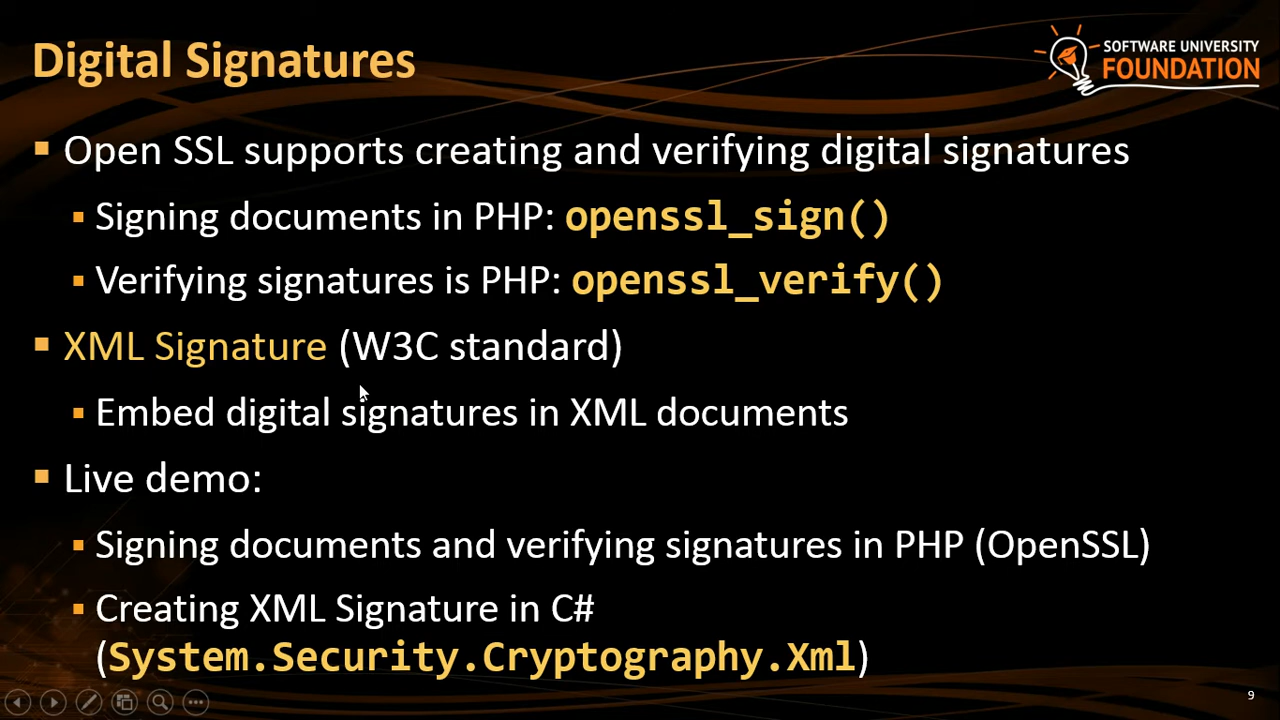 Digital Signatures
SOFTWARE UNIVERSITY
FOUNDATION
Open SSL supports creating and verifying digital signatures
Signing documents in PHP: openssl_sign()
Verifying signatures is PHP: openssl_verify()
XML Signature (W3C standard)
Embed digital signatures in XML documents
Live demo:
Signing documents and verifying signatures in PHP (OpenSSL)
Creating XML Signature in C#
(System.Security.Cryptography.Xml)
9